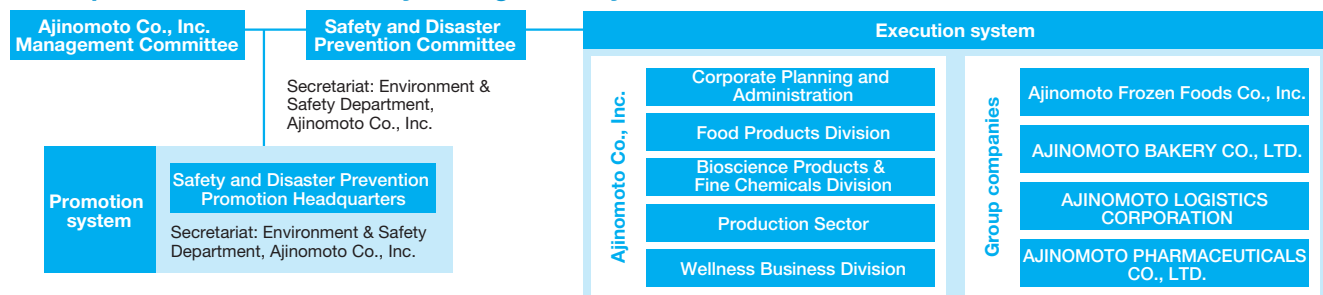 Ajinomoto Co., Inc.
Management Committee
Safety and Disaster
Prevention Committee
Secretariat: Environment &
Safety Department,
Ajinomoto Co., Inc.
Promotion
system
Safety and Disaster Prevention
Promotion Headquarters
Secretariat: Environment & Safety
Department, Ajinomoto Co., Inc.
Execution system
Ajinomoto Co., Inc.
Corporate Planning and
Administration
Food Products Division
Bioscience Products &
Fine Chemicals Division
Production Sector
Wellness Business Division
Group companies
Ajinomoto Frozen Foods Co., Inc.
AJINOMOTO BAKERY CO., LTD.
AJINOMOTO LOGISTICS
CORPORATION
AJINOMOTO PHARMACEUTICALS
CO., LTD.